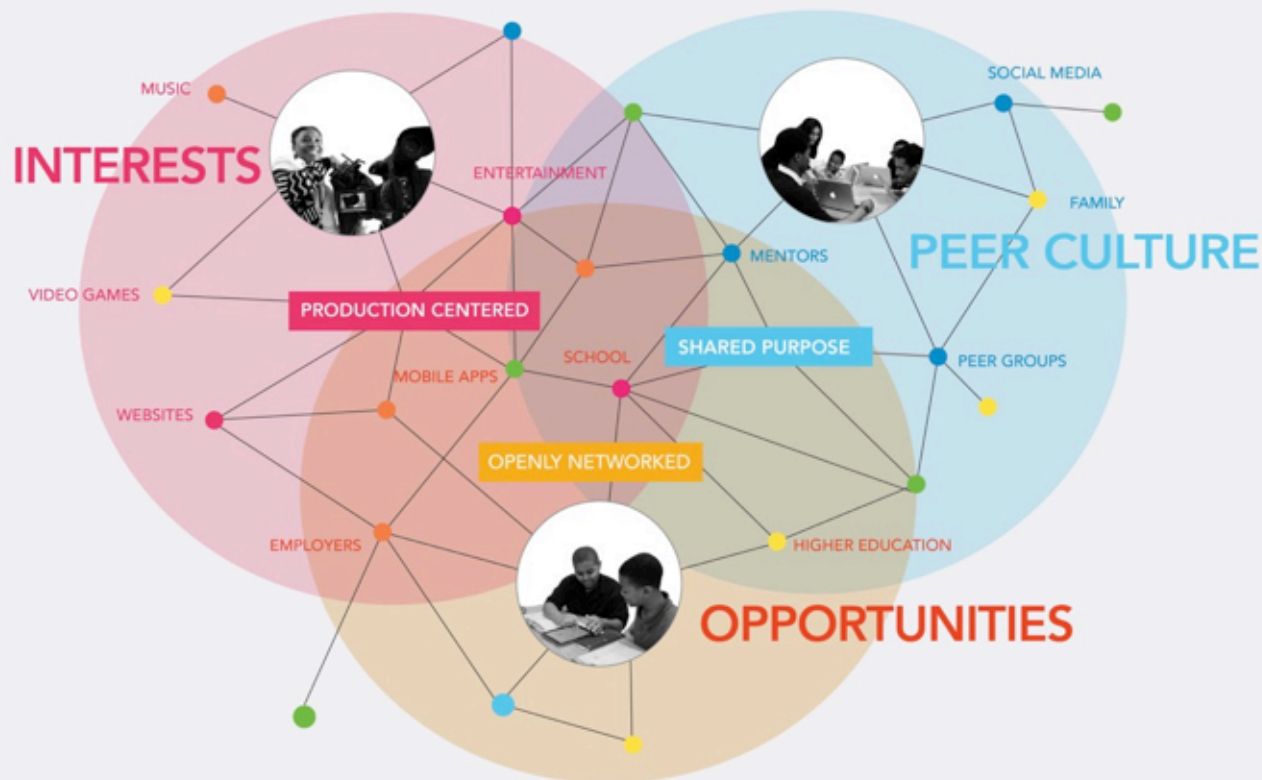 SOCIAL MEDIA
MUSIC
INTERESTS
ENTERTAINMENT
FAMILY
PEER CULTURE
MENTORS
VIDEO GAMES
PRODUCTION CENTERED
SHARED PURPOSE
SCHOOL
PEER GROUPS
MOBILE APPS
WEBSITES
OPENLY NETWORKED
EMPLOYERS
HIGHER EDUCATION
OPPORTUNITIES